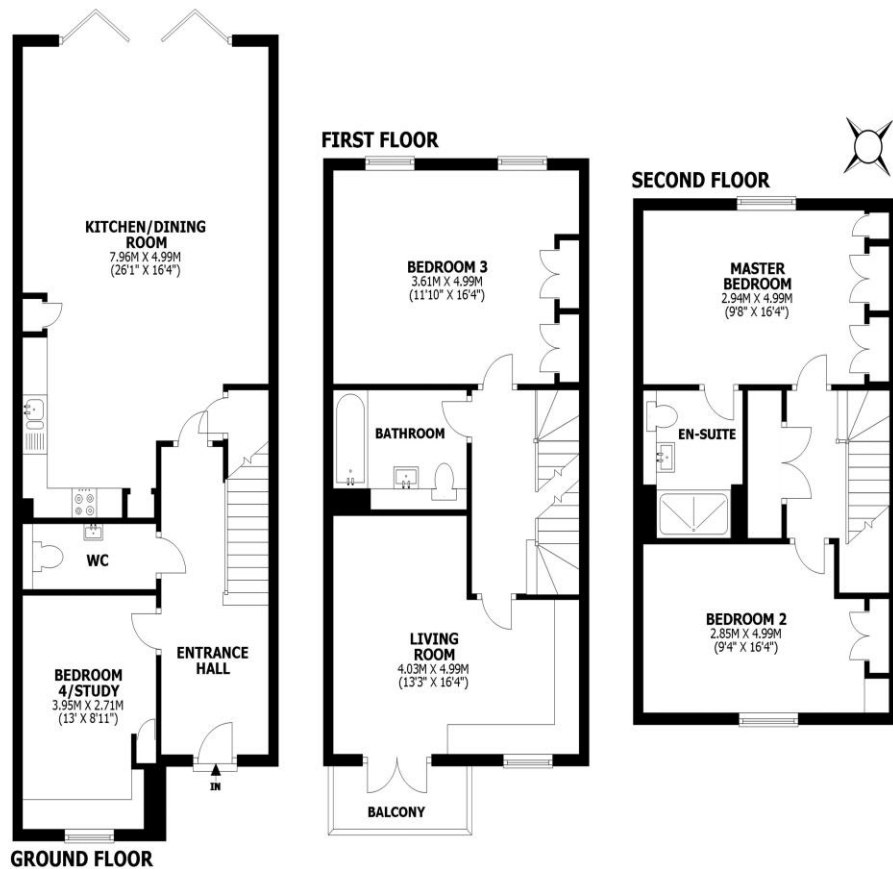 KITCHEN/DINING
ROOM
7.96M X 4.99M
(26'1" X 16'4")
WC
BEDROOM
4/STUDY
3.95M X 2.71M
(13' X 8'11")
ENTRANCE
HALL
IN
GROUND FLOOR
FIRST FLOOR
BEDROOM 3
3.61M X 4.99M
(11'10" X 16'4")
BATHROOM
LIVING
ROOM
4.03M X 4.99M
(13'3" X 16'4")
BALCONY
SECOND FLOOR
MASTER
BEDROOM
2.94M X 4.99M
(9'8" X 16'4")
EN-SUITE
BEDROOM 2
2.85M X 4.99M
(9'4" X 16'4")